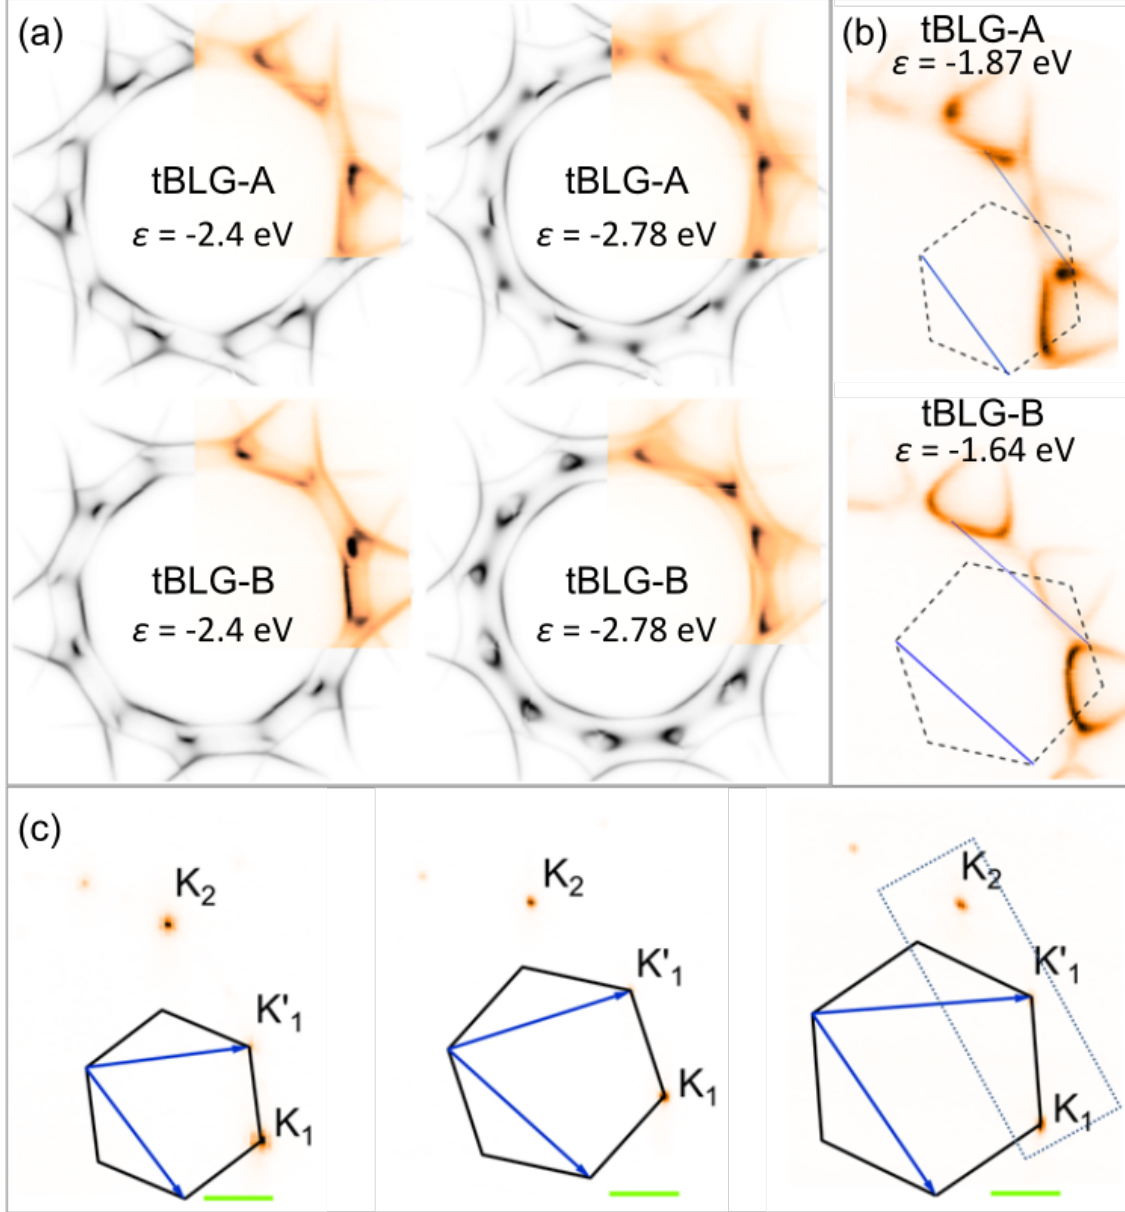 (a)
tBLG-A
ε = -2.4 eV
tBLG-A
ε = -2.78 eV
tBLG-B
ε = -2.4 eV
tBLG-B
ε = -2.78 eV
(b)
tBLG-A
ε = -1.87 eV
tBLG-B
ε = -1.64 eV
(c)
K₂
K'₁
K₁
K₂
K'₁
K₁
K₂
K'₁
K₁